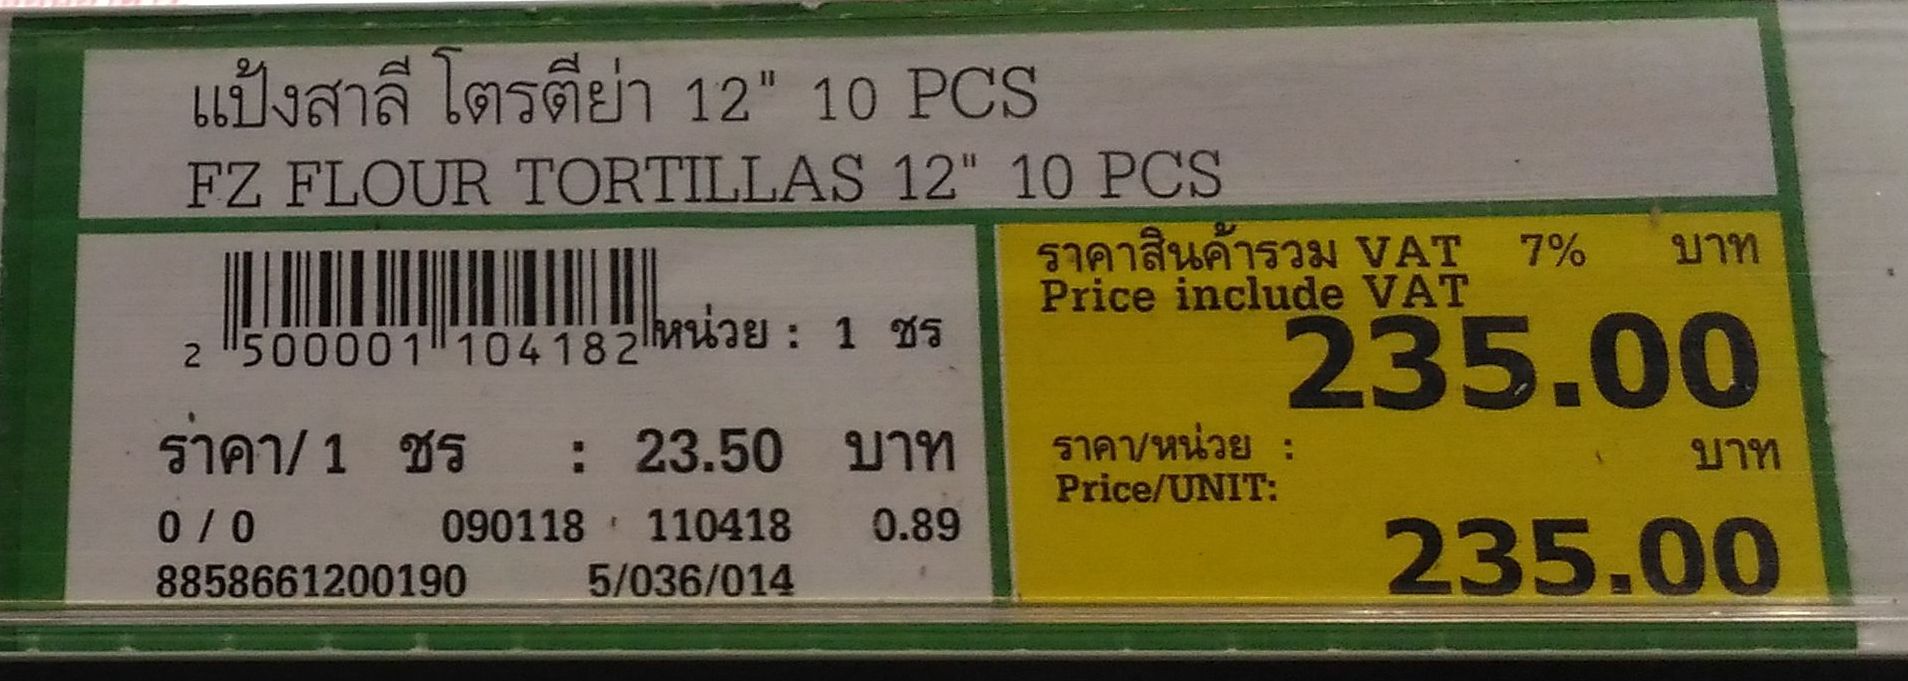 แป้งสาลี โตรตีย่า 12" 10 PCS
FZ FLOUR TORTILLAS 12" 10 PCS
2 500001 104182
หน่วย : 1 ชร
ราคา/ 1 ชร : 23.50 บาท
0 / 0 090118 110418 0.89
8858661200190 5/036/014
ราคาสินค้ารวม VAT 7% บาท
Price include VAT
235.00
ราคา/หน่วย : บาท
Price/UNIT:
235.00